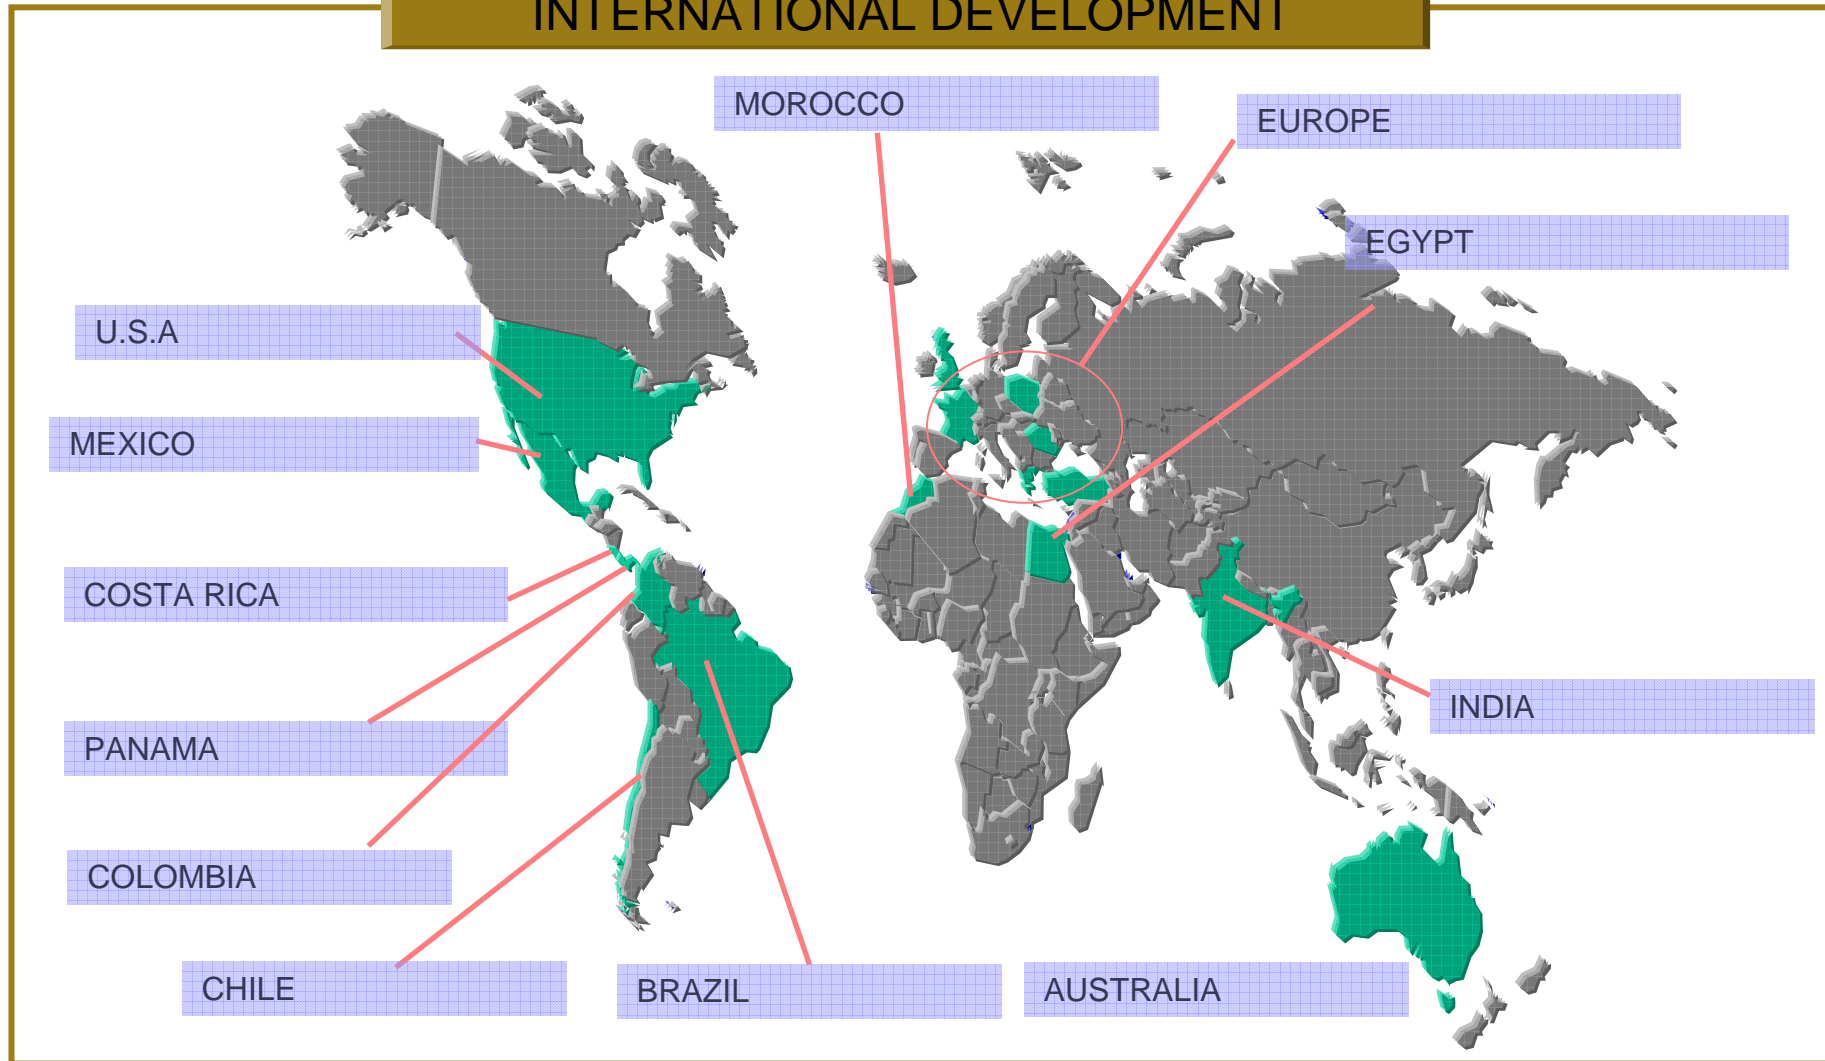 INTERNATIONAL DEVELOPMENT
MOROCCO
EUROPE
EGYPT
U.S.A
MEXICO
COSTA RICA
PANAMA
INDIA
COLOMBIA
CHILE
BRAZIL
AUSTRALIA